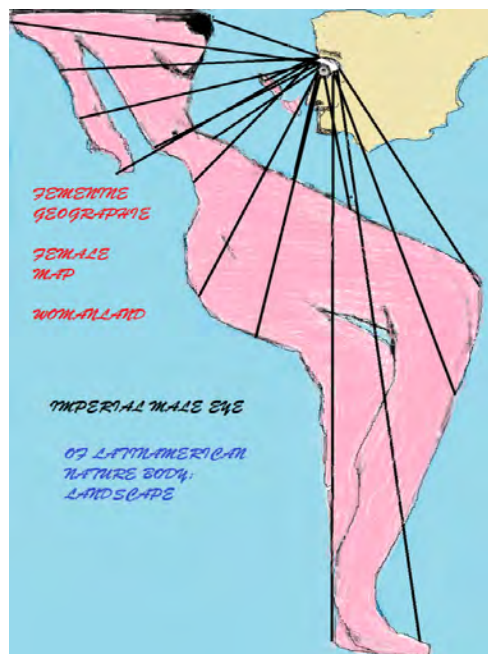 FEMENINE
GEOGRAPHIE
FEMALE
MAP
WOMANLAND
IMPERIAL MALE EYE
OF LATINAMERICAN
NATURE BODY:
LANDSCAPE